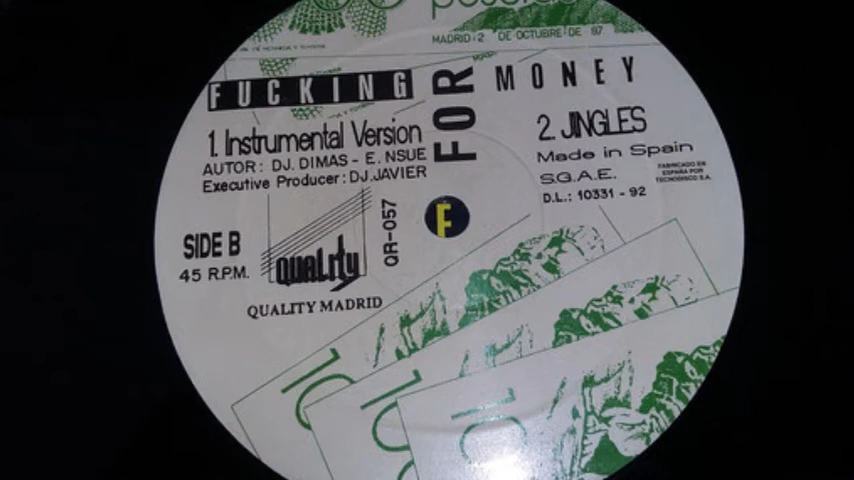 MADRID 2 DE OCTUBRE DE 87
FUCKING FOR MONEY
1. Instrumental Version
AUTOR: DJ. DIMAS - E. NSUE
Executive Producer: DJ. JAVIER
2. JINGLES
Made in Spain
S.G.A.E.
D.L.: 10331 - 92
FABRICADO EN
ESPAÑA POR
TECNODISCO S.A.
SIDE B
45 R.P.M.
QUALITY
QR-057
QUALITY MADRID